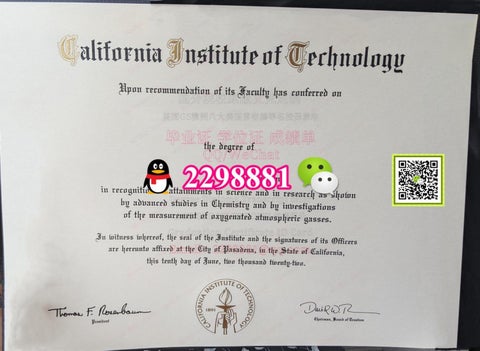 California Institute of Technology
Upon recommendation of its Faculty has conferred on
毕业证 学位证 成绩单
the degree of
QQ/WeChat
2298881
in recognition attainments in science and in research as shown
by advanced studies in Chemistry and by investigations
of the measurement of oxygenated atmospheric gasses.
In witness whereof, the seal of the Institute and the signatures of its Officers
are hereunto affixed at the City of Pasadena, in the State of California,
this tenth day of June, two thousand twenty-two.
CALIFORNIA INSTITUTE OF TECHNOLOGY
1891
Thomas F. Rosenbaum
President
Chairman, Board of Trustees